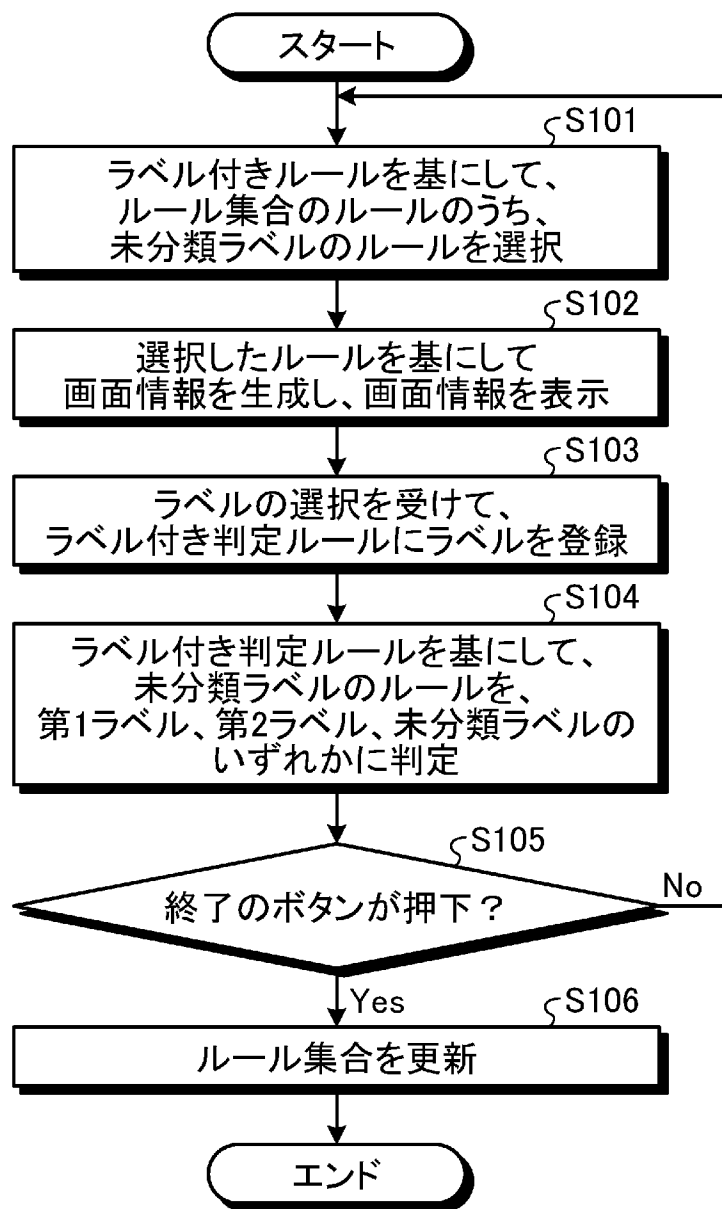 スタート
S101
ラベル付きルールを基にして、
ルール集合のルールのうち、
未分類ラベルのルールを選択
S102
選択したルールを基にして
画面情報を生成し、画面情報を表示
S103
ラベルの選択を受けて、
ラベル付き判定ルールにラベルを登録
S104
ラベル付き判定ルールを基にして、
未分類ラベルのルールを、
第1ラベル、第2ラベル、未分類ラベルの
いずれかに判定
S105
終了のボタンが押下？
No
Yes
S106
ルール集合を更新
エンド